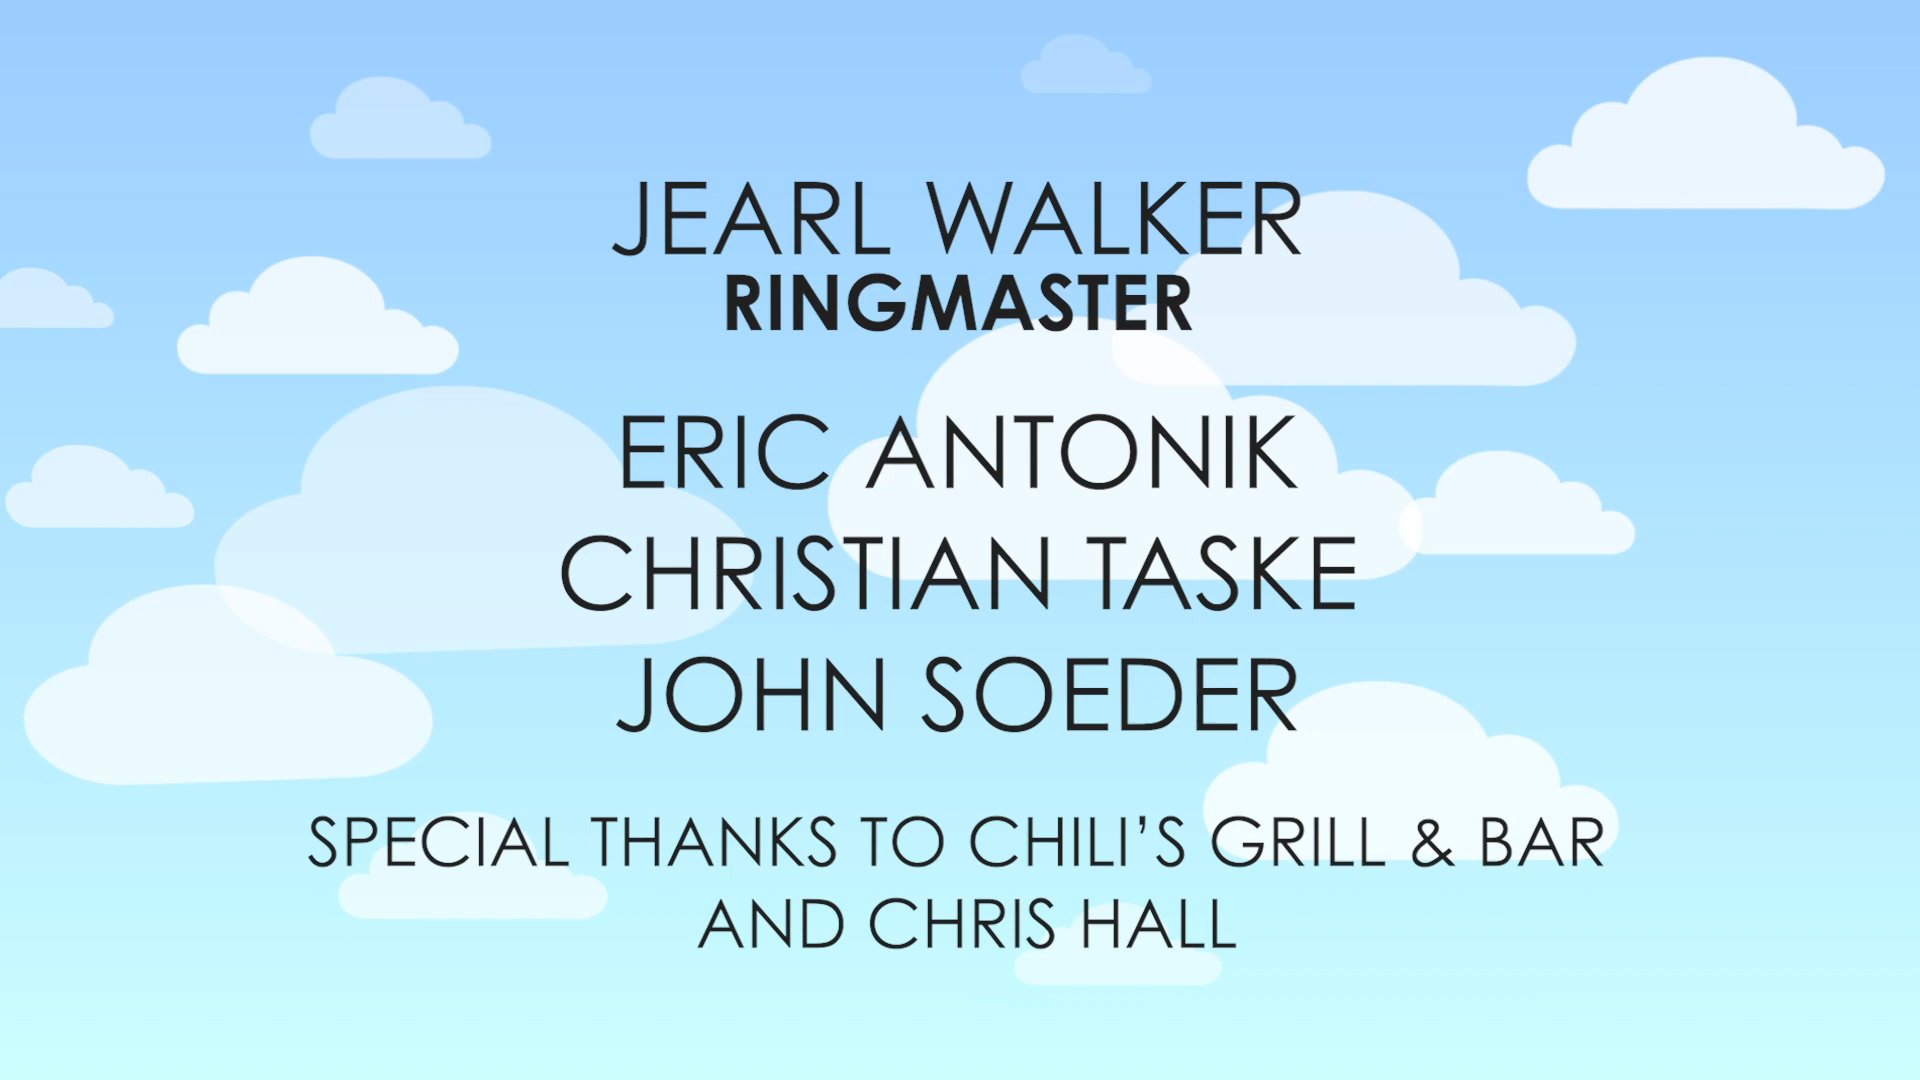 JEARL WALKER
RINGMASTER
ERIC ANTONIK
CHRISTIAN TASKE
JOHN SOEDER
SPECIAL THANKS TO CHILI’S GRILL & BAR
AND CHRIS HALL